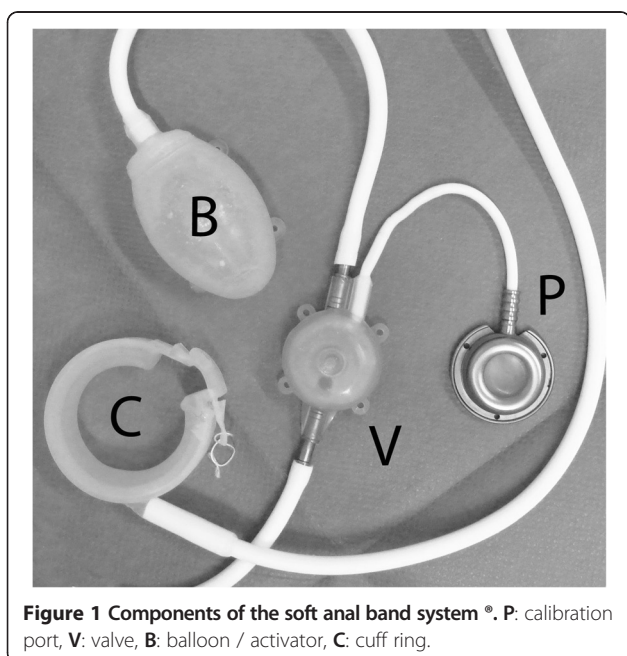 B
P
C
V
Figure 1 Components of the soft anal band system ®. P: calibration
port, V: valve, B: balloon / activator, C: cuff ring.